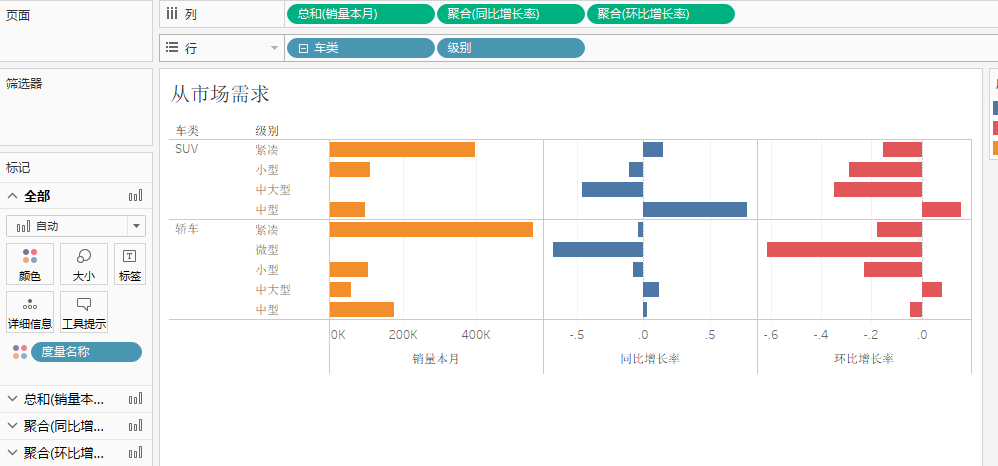 页面
列
总和(销量本月)
聚合(同比增长率)
聚合(环比增长率)
行
车类
级别
筛选器
标记
全部
自动
颜色
大小
标签
详细信息
工具提示
度量名称
总和(销量本...
聚合(同比增...
聚合(环比增...
从市场需求
车类 级别
SUV 紧凑
小型
中大型
中型
轿车 紧凑
微型
小型
中大型
中型
0K 200K 400K -.5 .0 .5 -.6 -.4 -.2 .0
销量本月 同比增长率 环比增长率